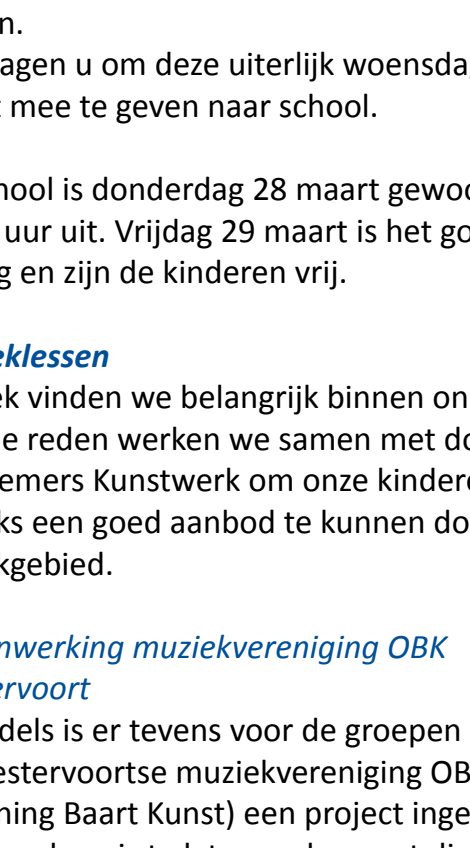 n.
agen u om deze uiterlijk woensda
t mee te geven naar school.
hool is donderdag 28 maart gewoo
uur uit. Vrijdag 29 maart is het go
g en zijn de kinderen vrij.
eklessen
ek vinden we belangrijk binnen on
e reden werken we samen met do
emers Kunstwerk om onze kindere
ks een goed aanbod te kunnen do
kgebied.
nwerking muziekvereniging OBK
ervoort
dels is er tevens voor de groepen
estervoortse muziekvereniging OB
ning Baart Kunst) een project inge